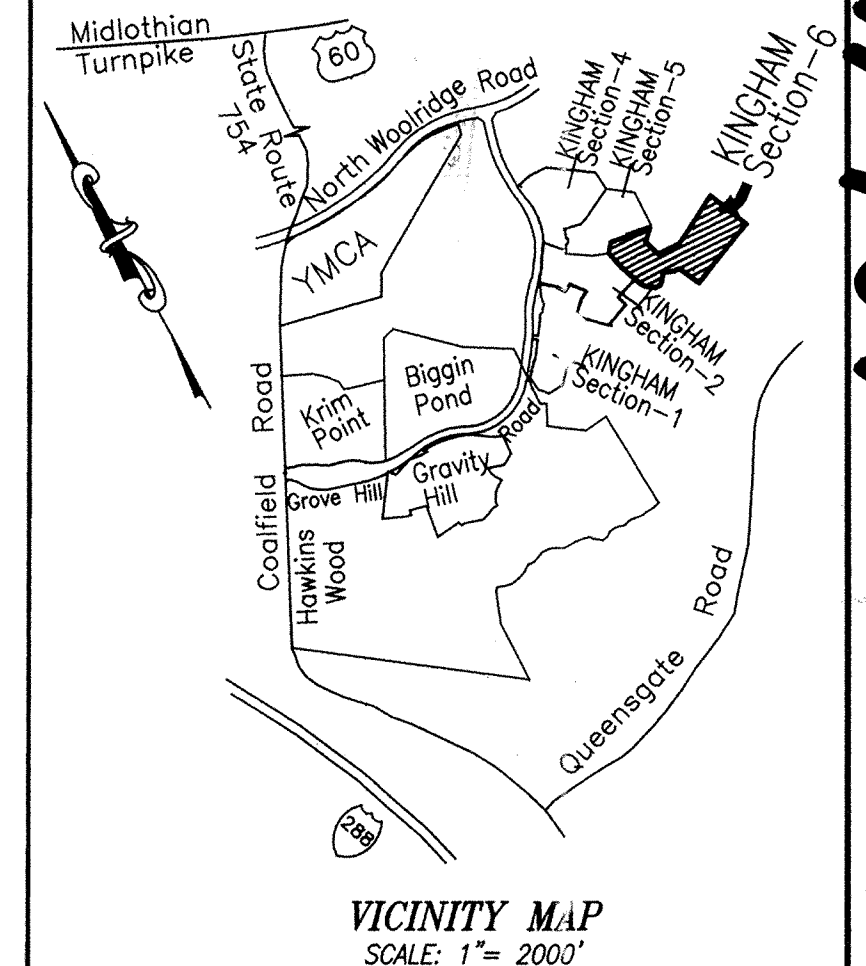 Midlothian
Turnpike
60
State Route
754
North Woolridge Road
KINGHAM
Section-4
KINGHAM
Section-5
KINGHAM
Section-6
YMCA
KINGHAM
Section-2
KINGHAM
Section-1
Biggin
Pond
Krim
Point
Coalfield Road
Grove Hill Road
Gravity
Hill
Hawkins
Wood
Queensgate Road
288
VICINITY MAP
SCALE: 1"= 2000'